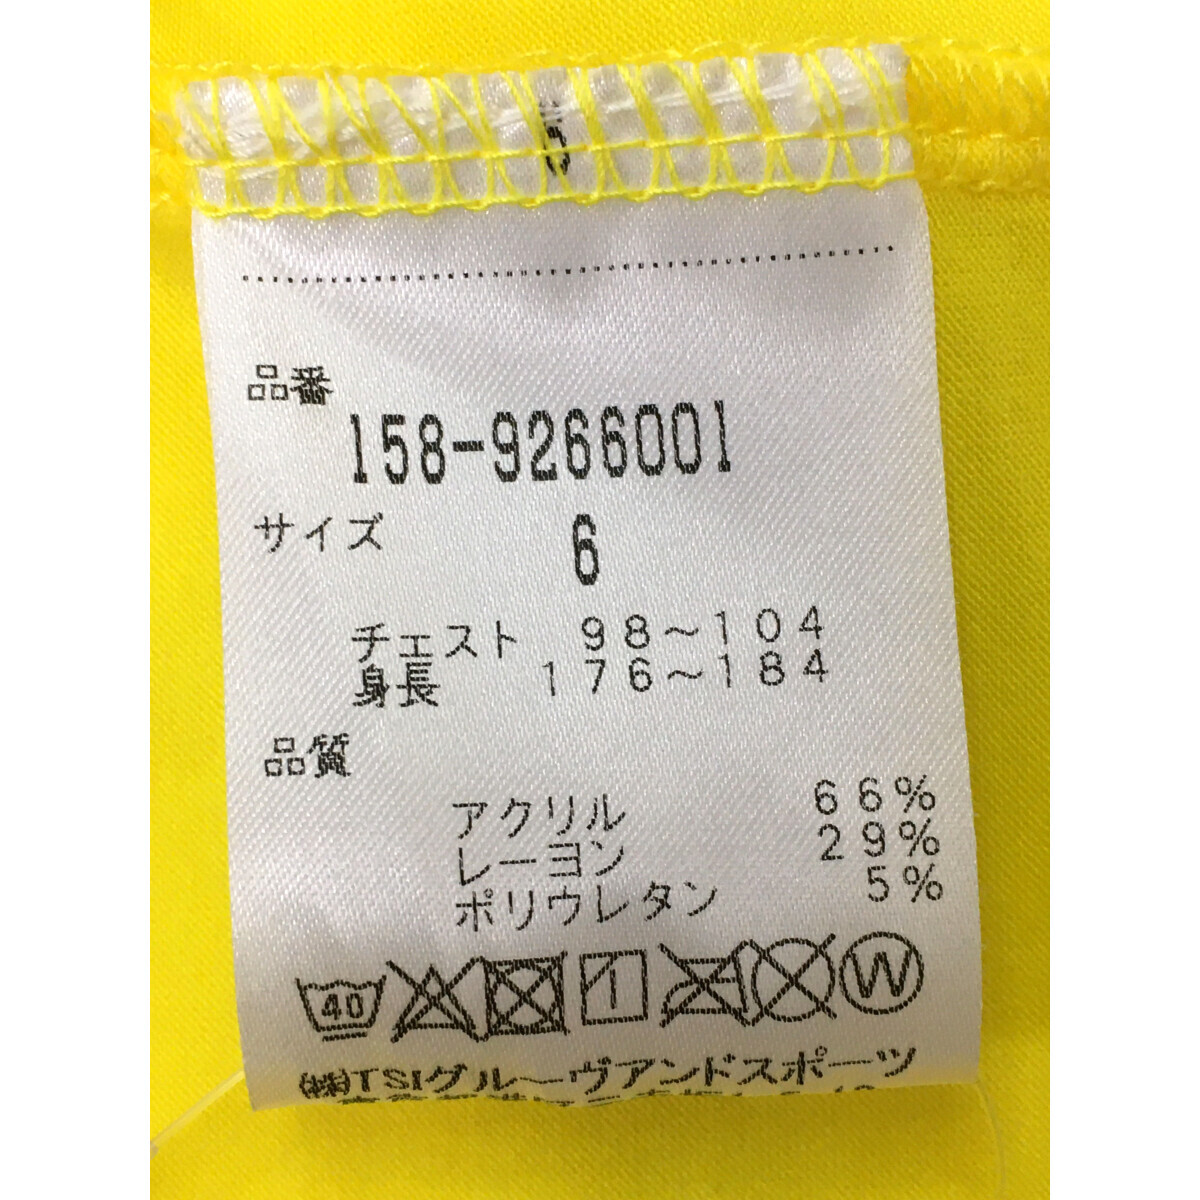 6
品番
158-9266001
サイズ 6
チェスト 98～104
身長 176～184
品質
アクリル 66%
レーヨン 29%
ポリウレタン 5%
40 W
(株)TSIグルーヴアンドスポーツ